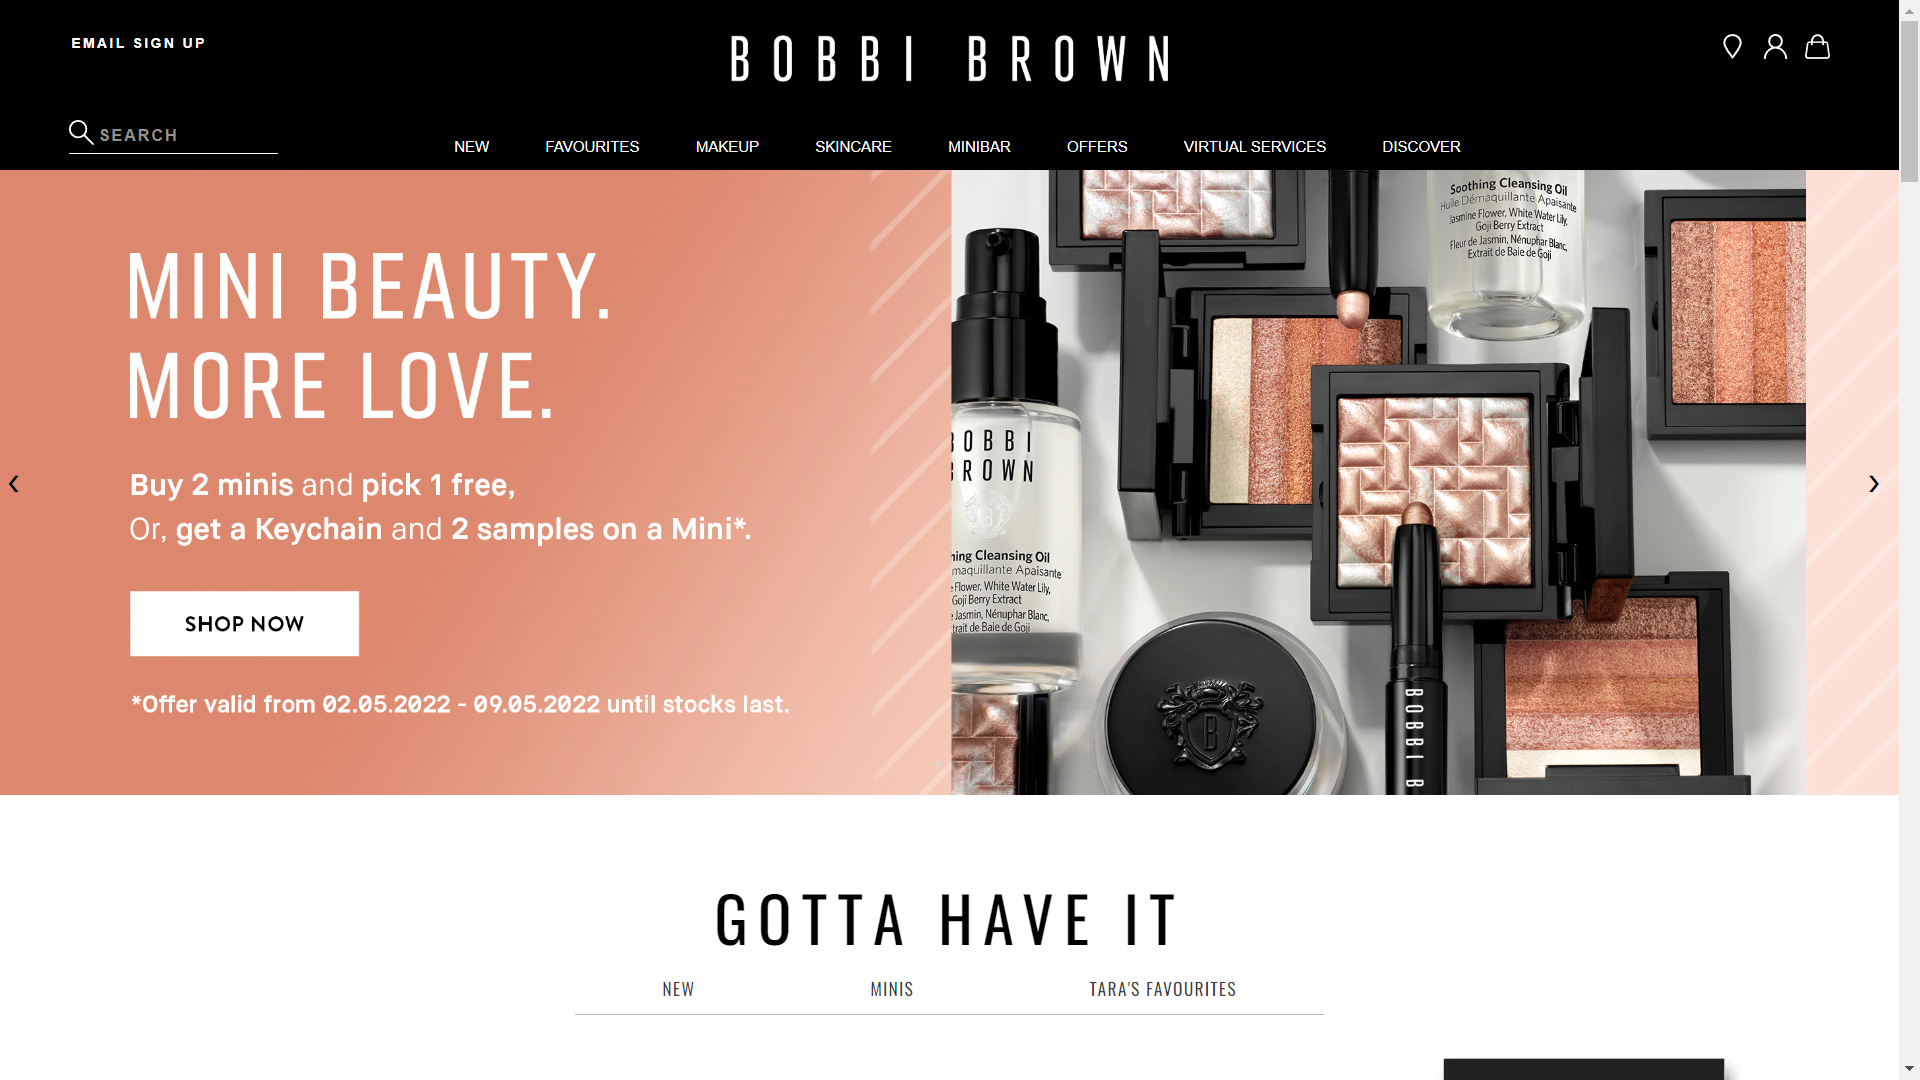 EMAIL SIGN UP
BOBBI BROWN
SEARCH
NEW
FAVOURITES
MAKEUP
SKINCARE
MINIBAR
OFFERS
VIRTUAL SERVICES
DISCOVER
MINI BEAUTY.
MORE LOVE.
Buy 2 minis and pick 1 free,
Or, get a Keychain and 2 samples on a Mini*.
SHOP NOW
*Offer valid from 02.05.2022 - 09.05.2022 until stocks last.
Soothing Cleansing Oil
Huile Démaquillante Apaisante
Jasmine Flower, White Water Lily,
Goji Berry Extract
Fleur de Jasmin, Nénuphar Blanc,
Extrait de Baie de Goji
BOBBI
BROWN
B
Cleansing Oil
Apaisante
Flower, White Water Lily,
Goji Berry Extract
Jasmin, Nénuphar Blanc,
de Baie de Goji
B
BOBBI B
GOTTA HAVE IT
NEW
MINIS
TARA'S FAVOURITES